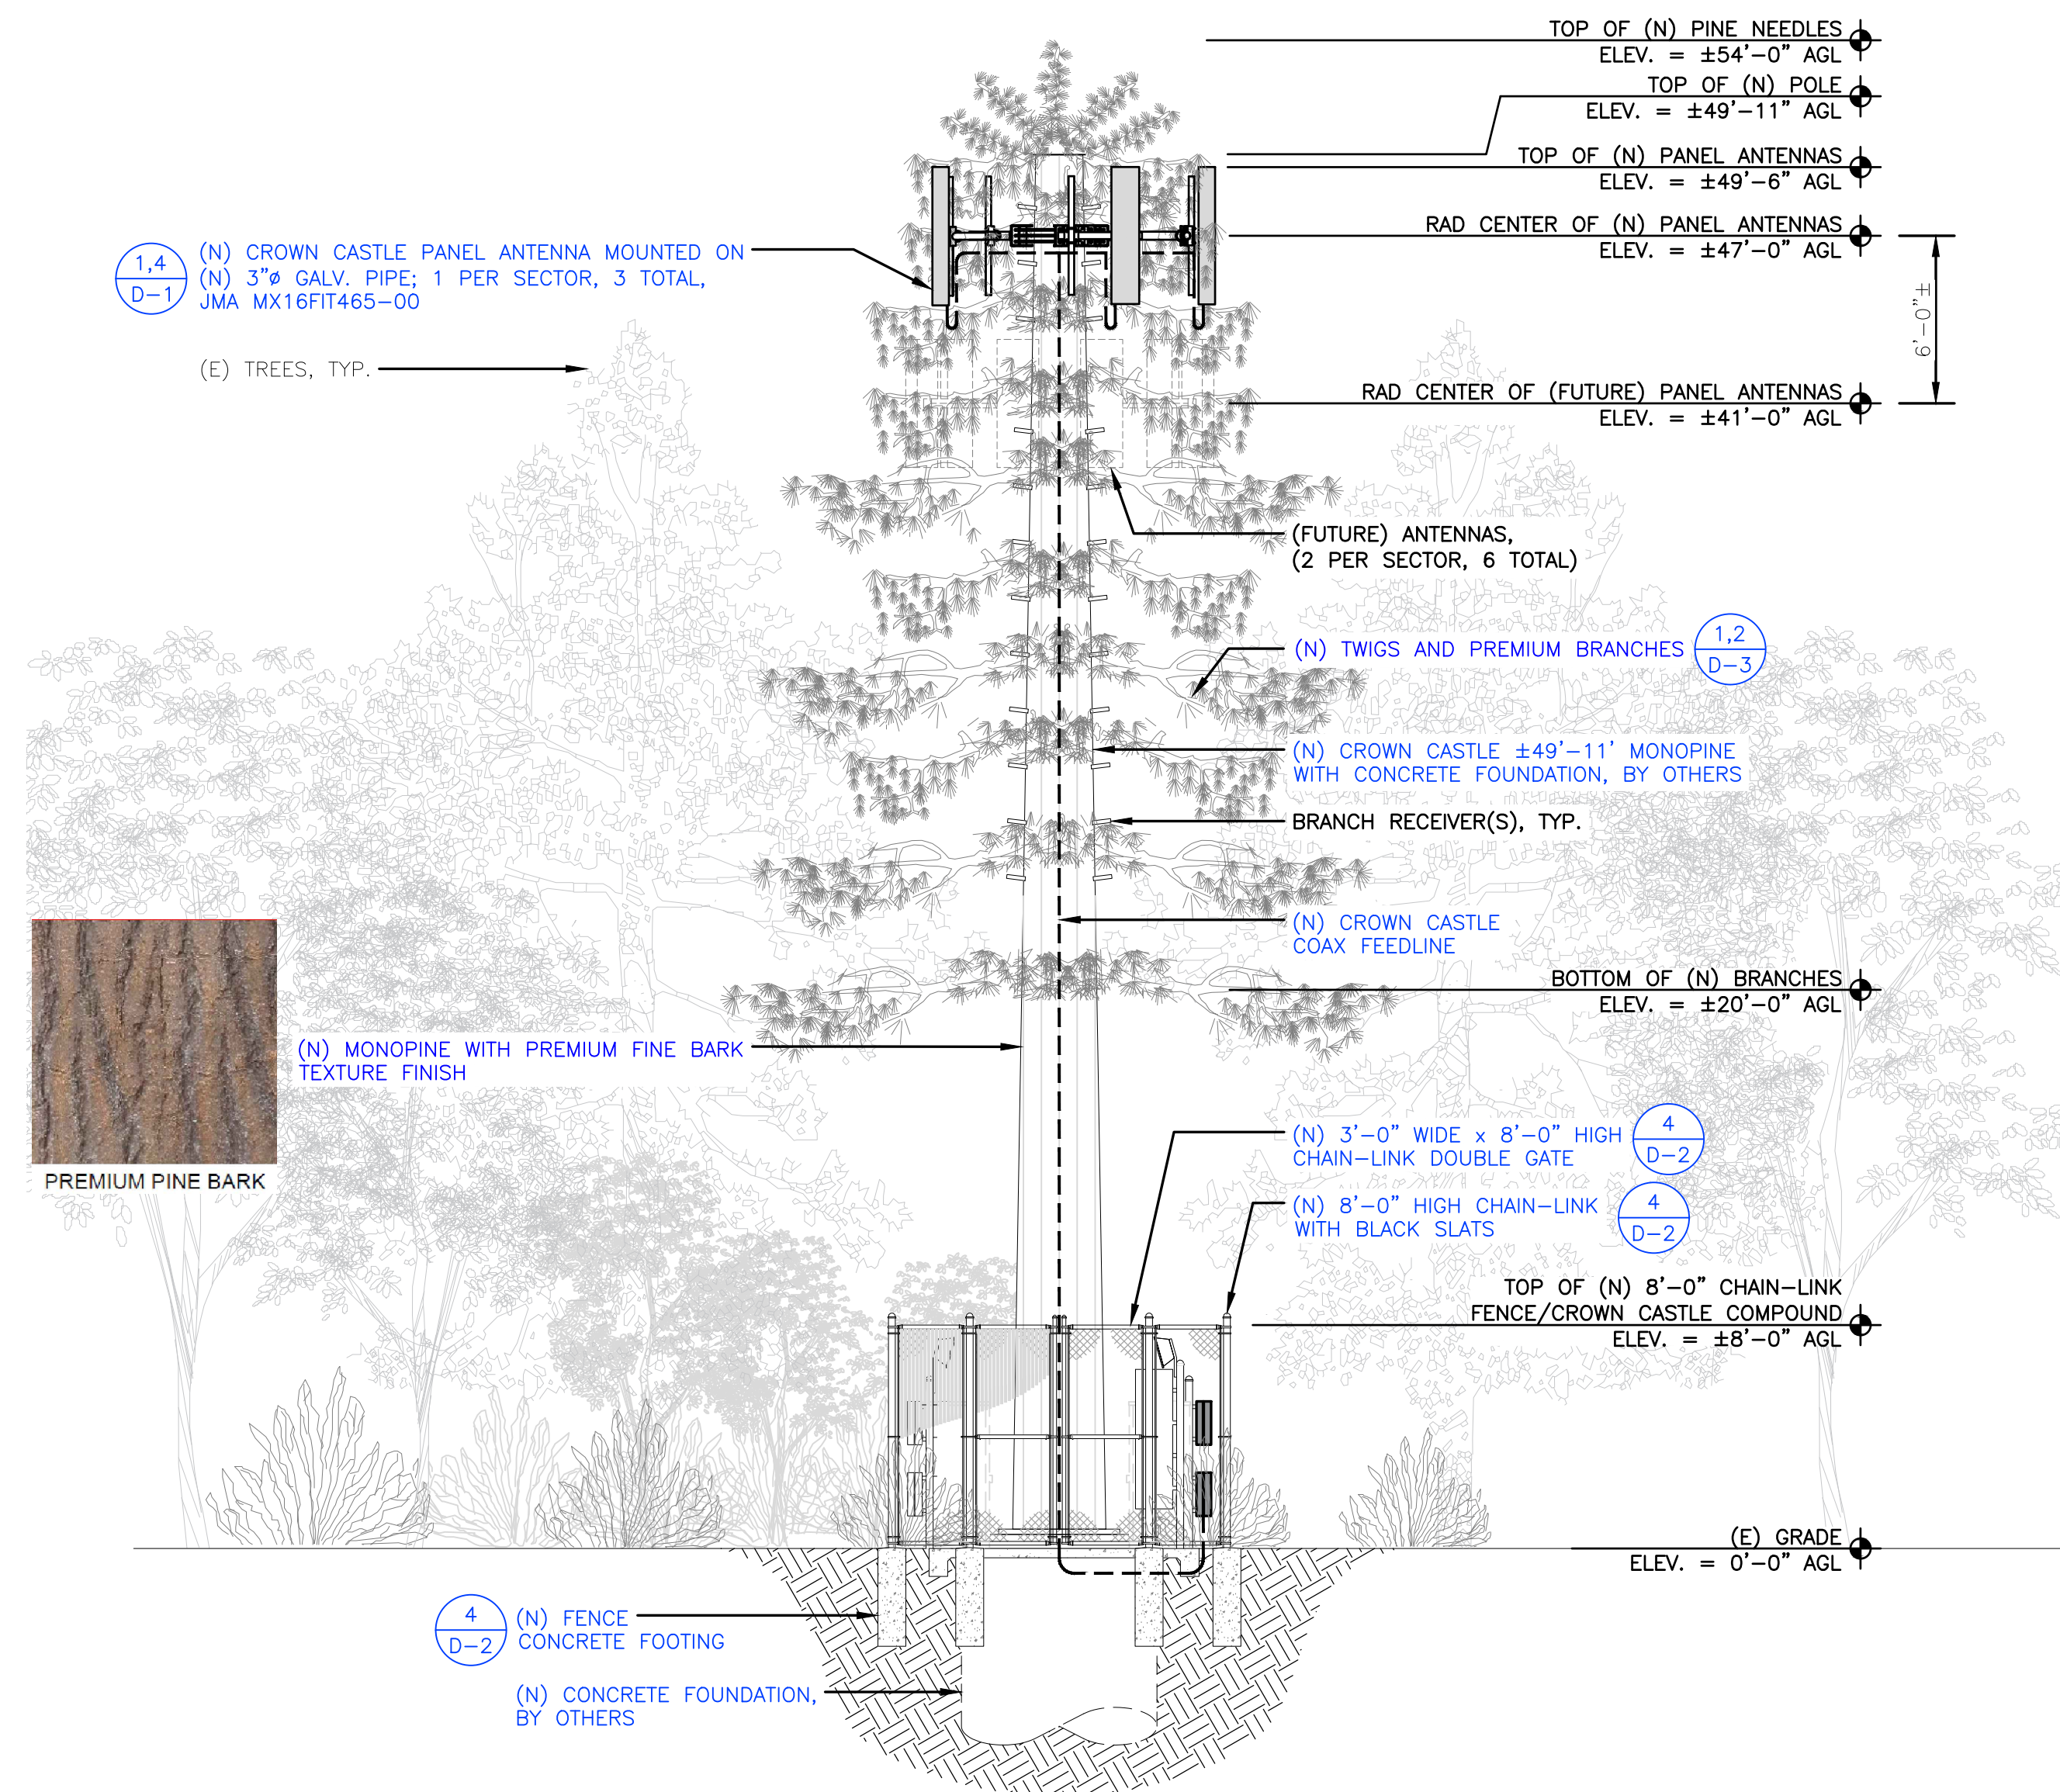 TOP OF (N) PINE NEEDLES
ELEV. = ±54'-0" AGL
TOP OF (N) POLE
ELEV. = ±49'-11" AGL
TOP OF (N) PANEL ANTENNAS
ELEV. = ±49'-6" AGL
RAD CENTER OF (N) PANEL ANTENNAS
ELEV. = ±47'-0" AGL
6'-0"±
RAD CENTER OF (FUTURE) PANEL ANTENNAS
ELEV. = ±41'-0" AGL
1,4
D-1
(N) CROWN CASTLE PANEL ANTENNA MOUNTED ON
(N) 3"ø GALV. PIPE; 1 PER SECTOR, 3 TOTAL,
JMA MX16FIT465-00
(E) TREES, TYP.
(FUTURE) ANTENNAS,
(2 PER SECTOR, 6 TOTAL)
(N) TWIGS AND PREMIUM BRANCHES
1,2
D-3
(N) CROWN CASTLE ±49'-11' MONOPINE
WITH CONCRETE FOUNDATION, BY OTHERS
BRANCH RECEIVER(S), TYP.
(N) CROWN CASTLE
COAX FEEDLINE
BOTTOM OF (N) BRANCHES
ELEV. = ±20'-0" AGL
(N) MONOPINE WITH PREMIUM FINE BARK
TEXTURE FINISH
PREMIUM PINE BARK
(N) 3'-0" WIDE x 8'-0" HIGH
CHAIN-LINK DOUBLE GATE
4
D-2
(N) 8'-0" HIGH CHAIN-LINK
WITH BLACK SLATS
4
D-2
TOP OF (N) 8'-0" CHAIN-LINK
FENCE/CROWN CASTLE COMPOUND
ELEV. = ±8'-0" AGL
(E) GRADE
ELEV. = 0'-0" AGL
4
D-2
(N) FENCE
CONCRETE FOOTING
(N) CONCRETE FOUNDATION,
BY OTHERS